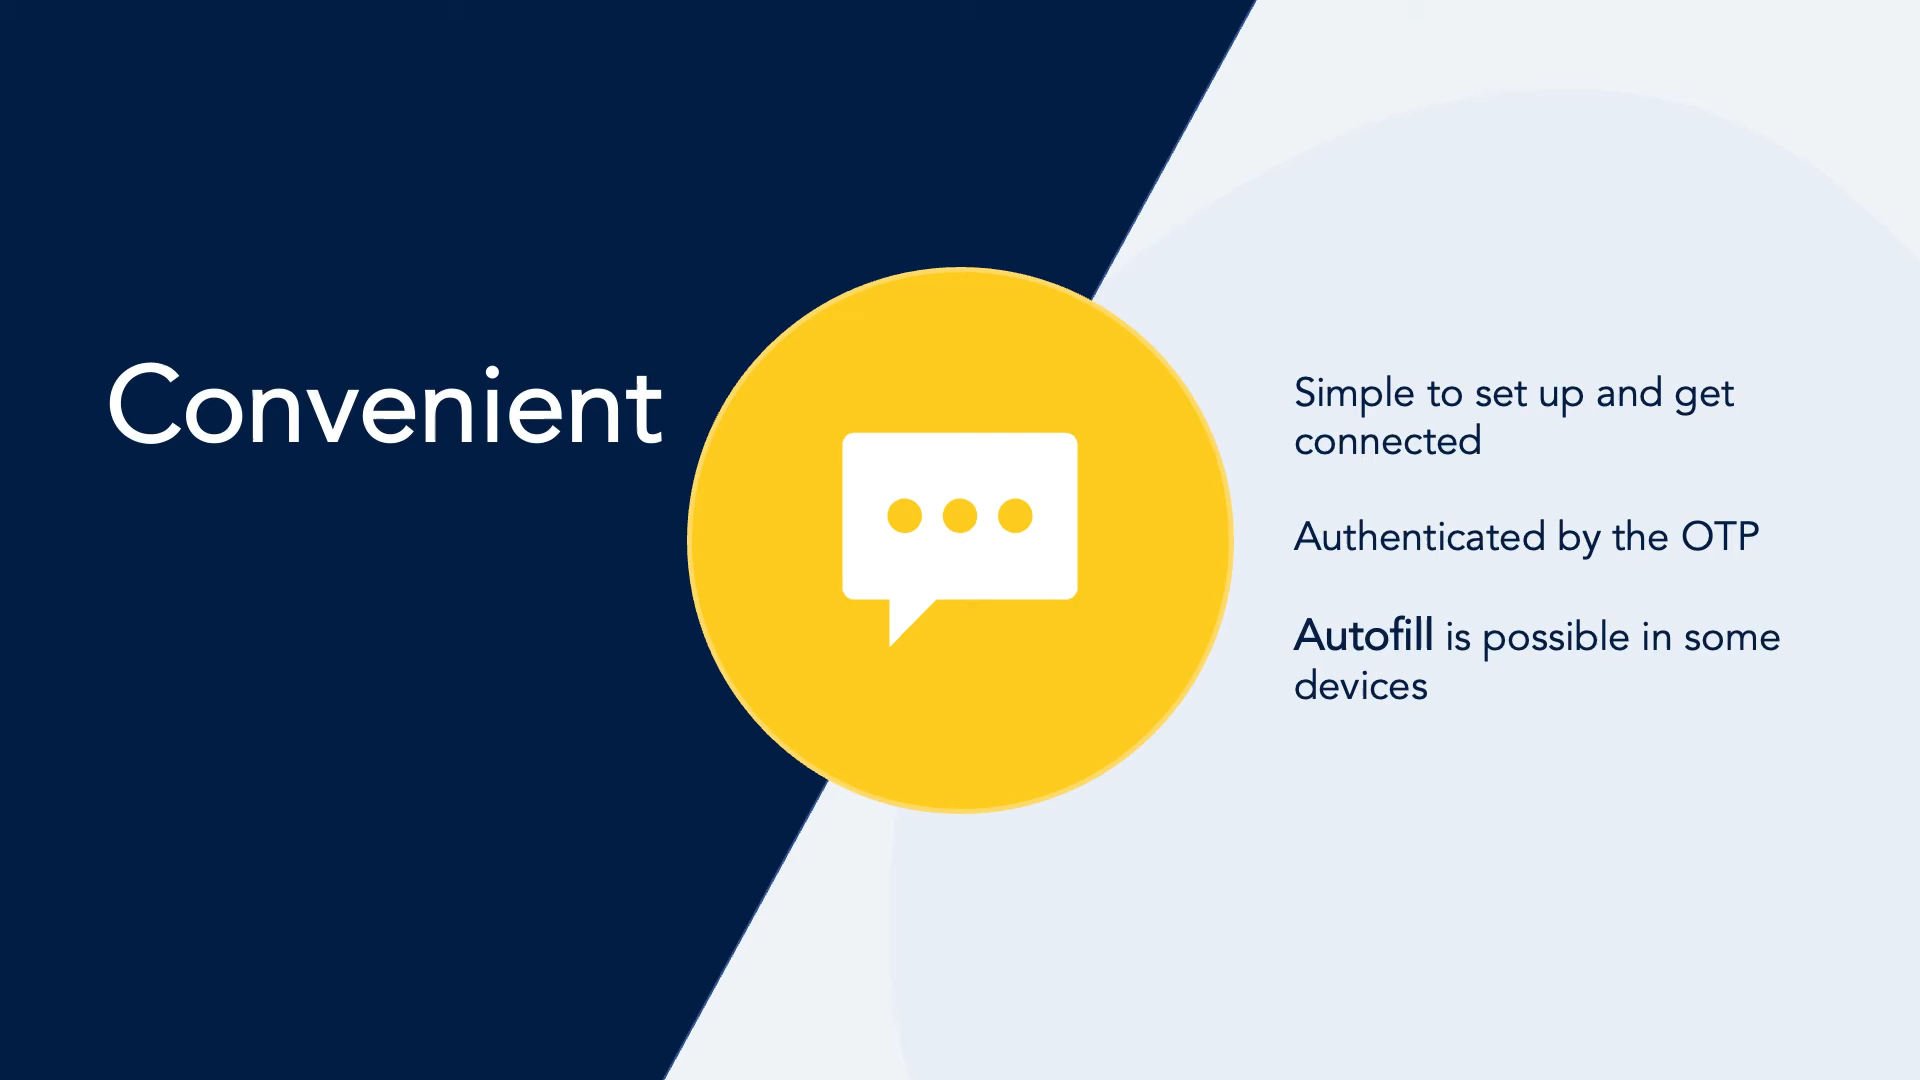 Convenient
Simple to set up and get
connected
Authenticated by the OTP
Autofill is possible in some
devices